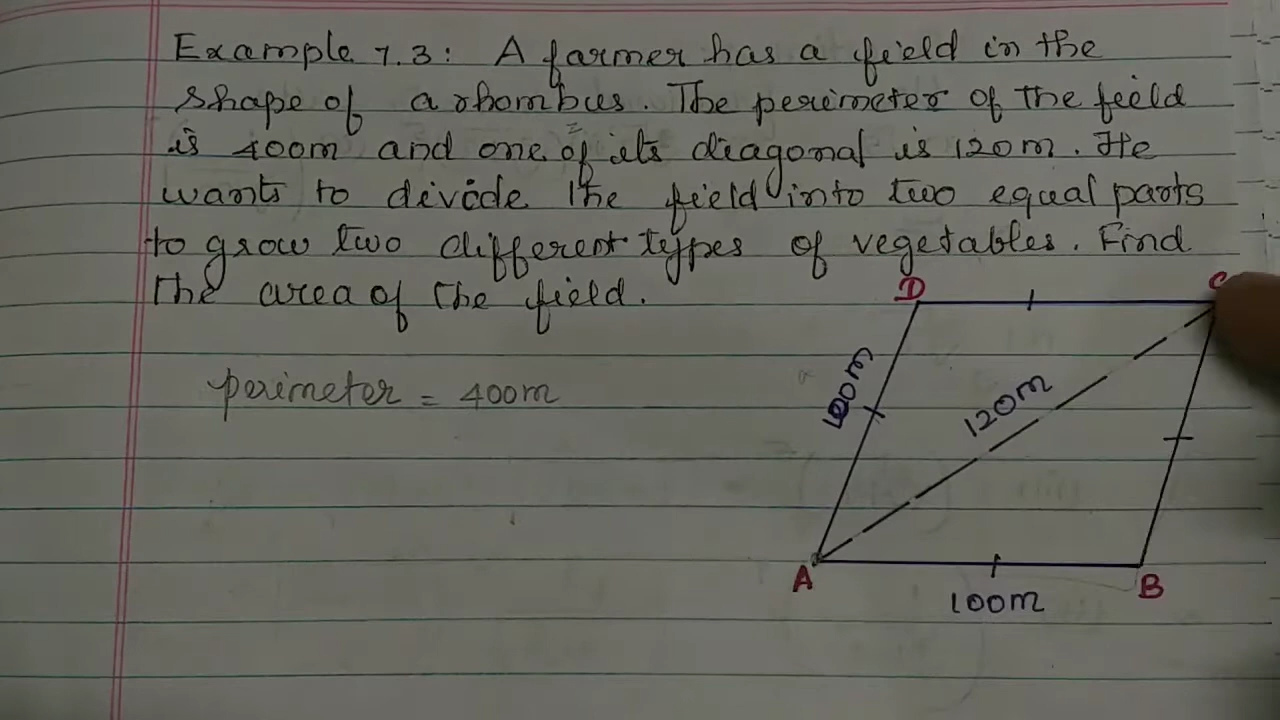 Example 7.3: A farmer has a field in the
shape of a rhombus. The perimeter of the field
is 400m and one of its diagonal is 120m. He
wants to divide the field into two equal parts
to grow two different types of vegetables. Find
the area of the field.
D
C
perimeter = 400m
100m
120m
A
B
100m